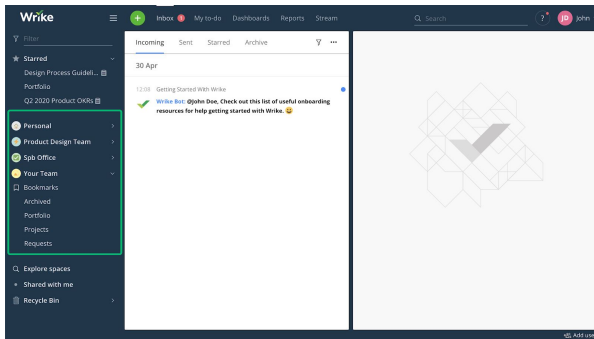 Wrike
Inbox
My to-do
Dashboards
Reports
Stream
Search
?
JD
John
Filter
Starred
Design Process Guideli...
Portfolio
Q2 2020 Product OKRs
Personal
Product Design Team
Spb Office
Your Team
Bookmarks
Archived
Portfolio
Projects
Requests
Explore spaces
Shared with me
Recycle Bin
Incoming
Sent
Starred
Archive
30 Apr
12:08 Getting Started With Wrike
Wrike Bot: @John Doe, Check out this list of useful onboarding
resources for help getting started with Wrike.
Add use